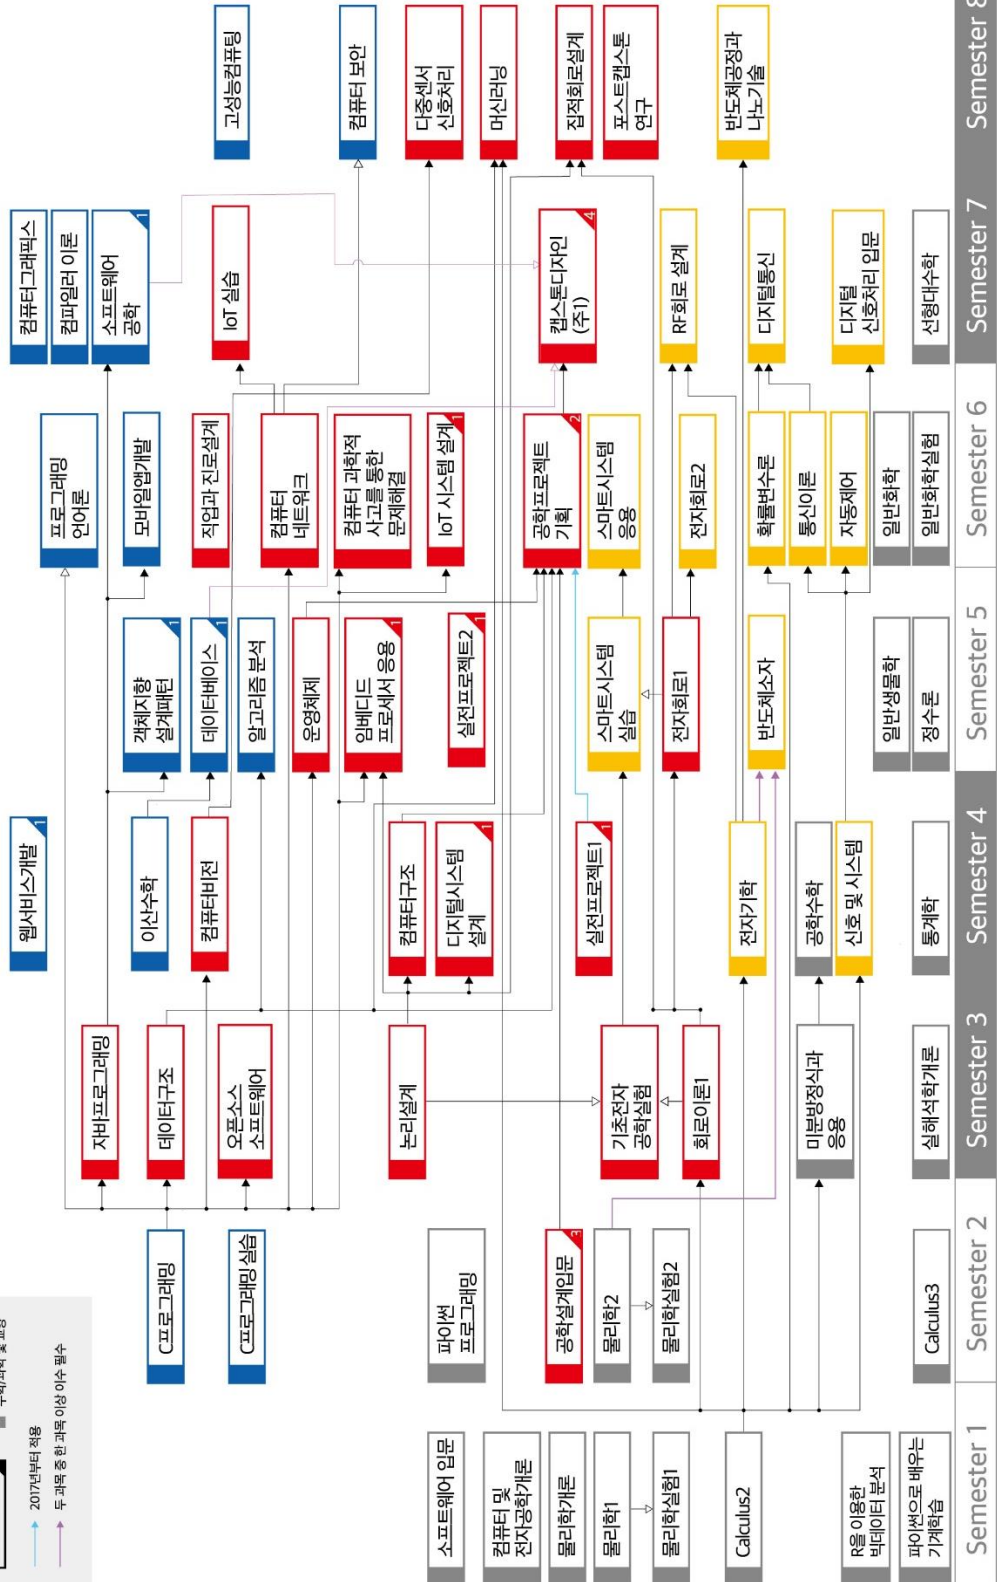 2017년부터 적용
두 과목 중 한 과목 이상 이수 필수
소프트웨어 입문
컴퓨터 및
전자공학개론
물리학개론
물리학1
물리학실험1
Calculus2
R을 이용한
빅데이터 분석
파이썬으로 배우는
기계학습
Semester 1
C프로그래밍
C프로그래밍 실습
파이썬
프로그래밍
공학설계입문
3
물리학2
물리학실험2
Calculus3
Semester 2
자바프로그래밍
데이터구조
오픈소스
소프트웨어
논리설계
기초전자
공학실험
회로이론1
미분방정식과
응용
실해석학개론
Semester 3
웹서비스개발
1
이산수학
컴퓨터비전
컴퓨터구조
디지털시스템
설계
1
실전프로젝트1
1
전자기학
공학수학
신호 및 시스템
통계학
Semester 4
객체지향
설계패턴
1
데이터베이스
1
알고리즘 분석
운영체제
임베디드
프로세서 응용
1
실전프로젝트2
1
스마트시스템
실습
전자회로1
반도체소자
일반생물학
정수론
Semester 5
프로그래밍
언어론
모바일앱개발
직업과 진로설계
컴퓨터
네트워크
컴퓨터 과학적
사고를 통한
문제해결
IoT 시스템 설계
1
공학프로젝트
기획
2
스마트시스템
응용
전자회로2
확률변수론
통신이론
자동제어
일반화학
일반화학실험
Semester 6
컴퓨터그래픽스
컴파일러 이론
소프트웨어
공학
1
IoT 실습
캡스톤디자인
(주1)
4
RF회로 설계
디지털통신
디지털
신호처리 입문
선형대수학
Semester 7
고성능컴퓨팅
컴퓨터 보안
다중센서
신호처리
머신러닝
집적회로설계
포스트캡스톤
연구
반도체공정과
나노기술
Semester 8